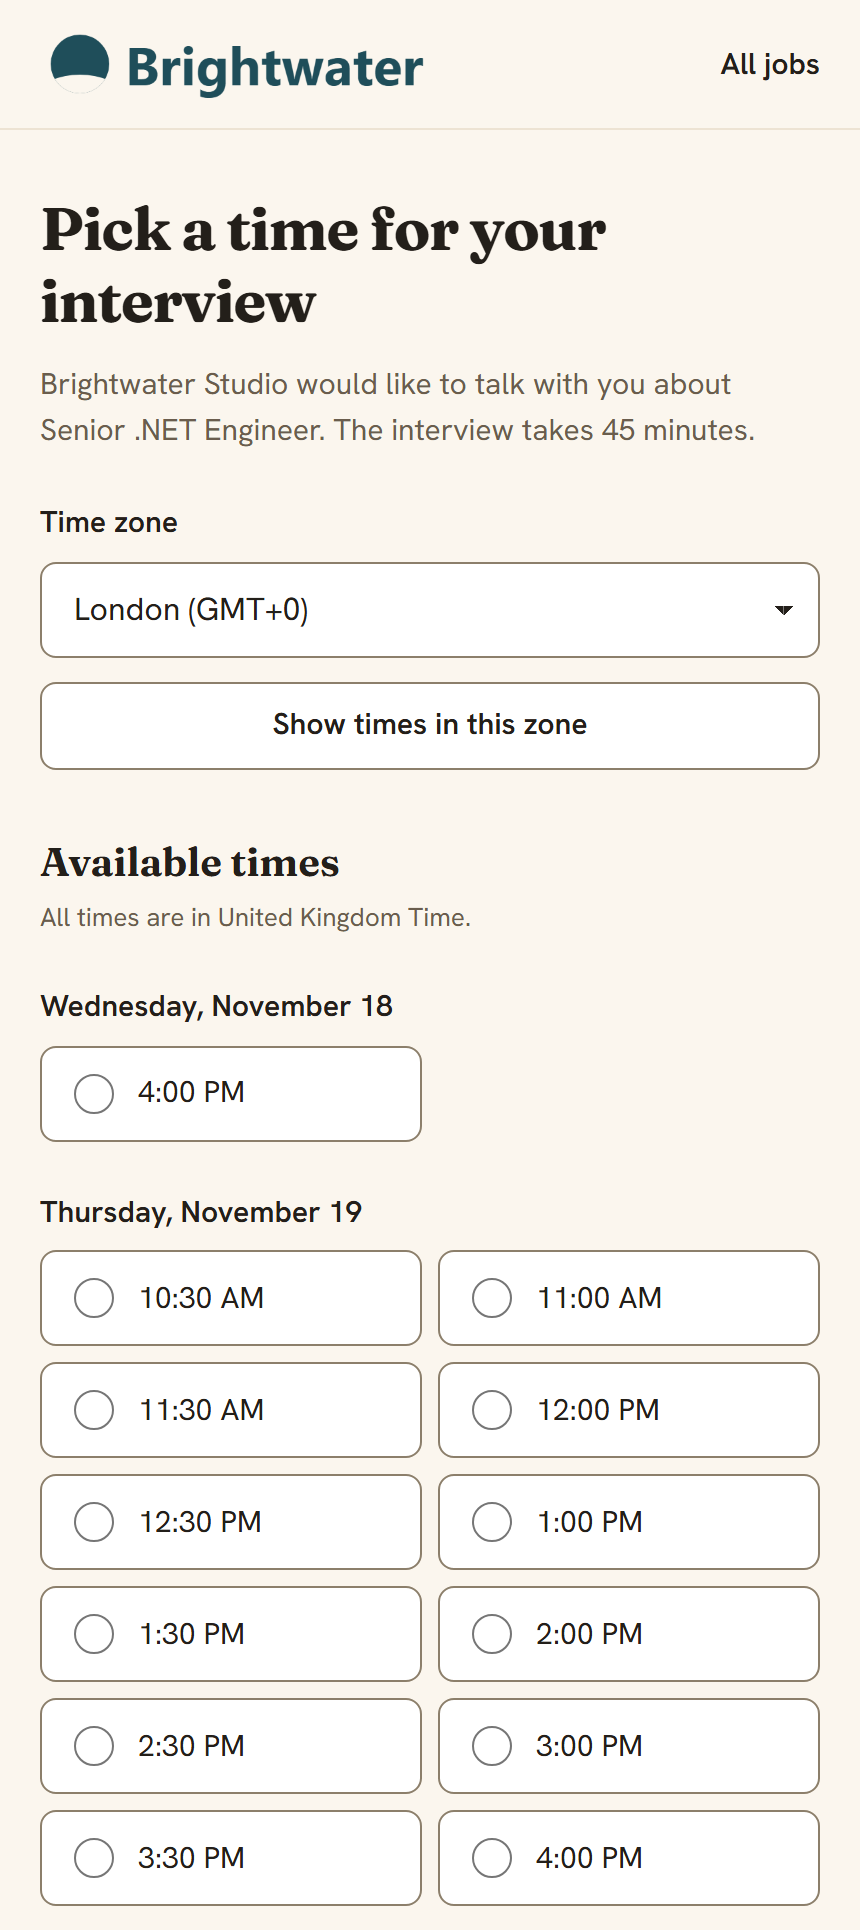 Brightwater
All jobs
Pick a time for your
interview
Brightwater Studio would like to talk with you about
Senior .NET Engineer. The interview takes 45 minutes.
Time zone
London (GMT+0)
Show times in this zone
Available times
All times are in United Kingdom Time.
Wednesday, November 18
4:00 PM
Thursday, November 19
10:30 AM
11:00 AM
11:30 AM
12:00 PM
12:30 PM
1:00 PM
1:30 PM
2:00 PM
2:30 PM
3:00 PM
3:30 PM
4:00 PM